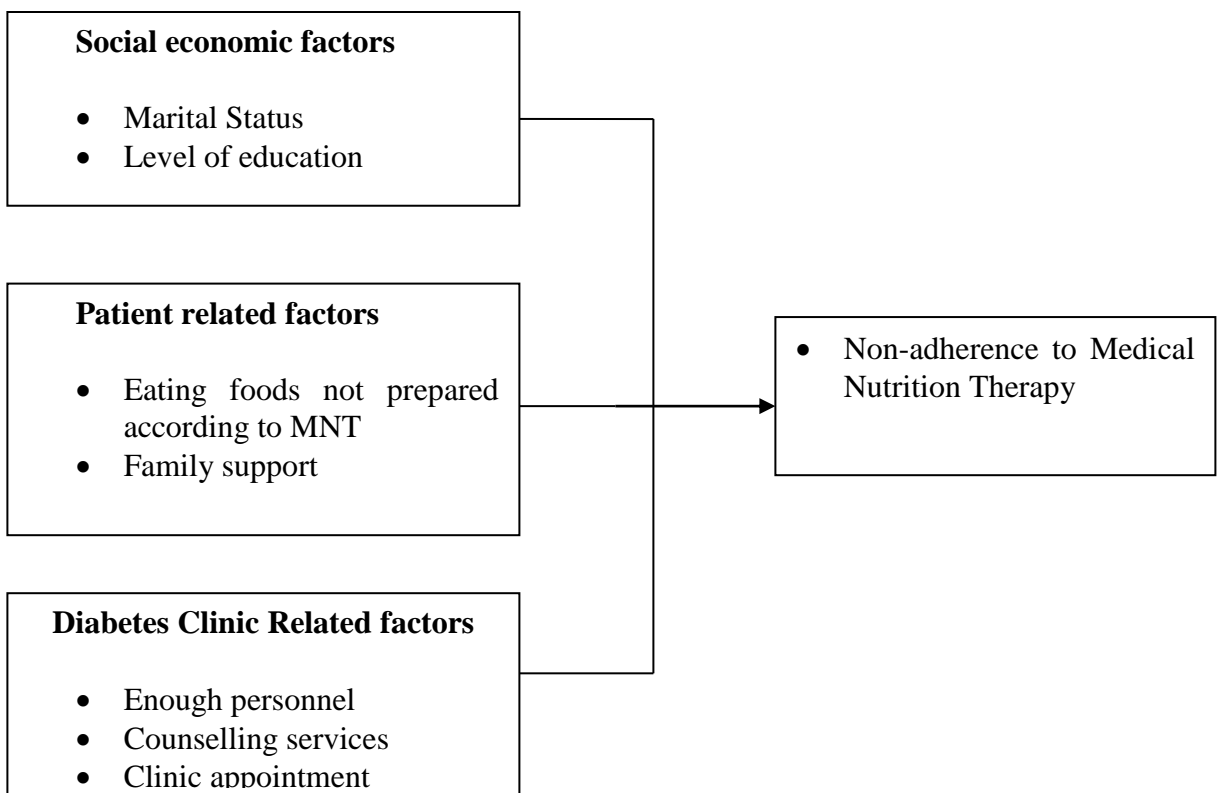 Social economic factors
• Marital Status
• Level of education
Patient related factors
• Eating foods not prepared
according to MNT
• Family support
• Non-adherence to Medical
Nutrition Therapy
Diabetes Clinic Related factors
• Enough personnel
• Counselling services
• Clinic appointment